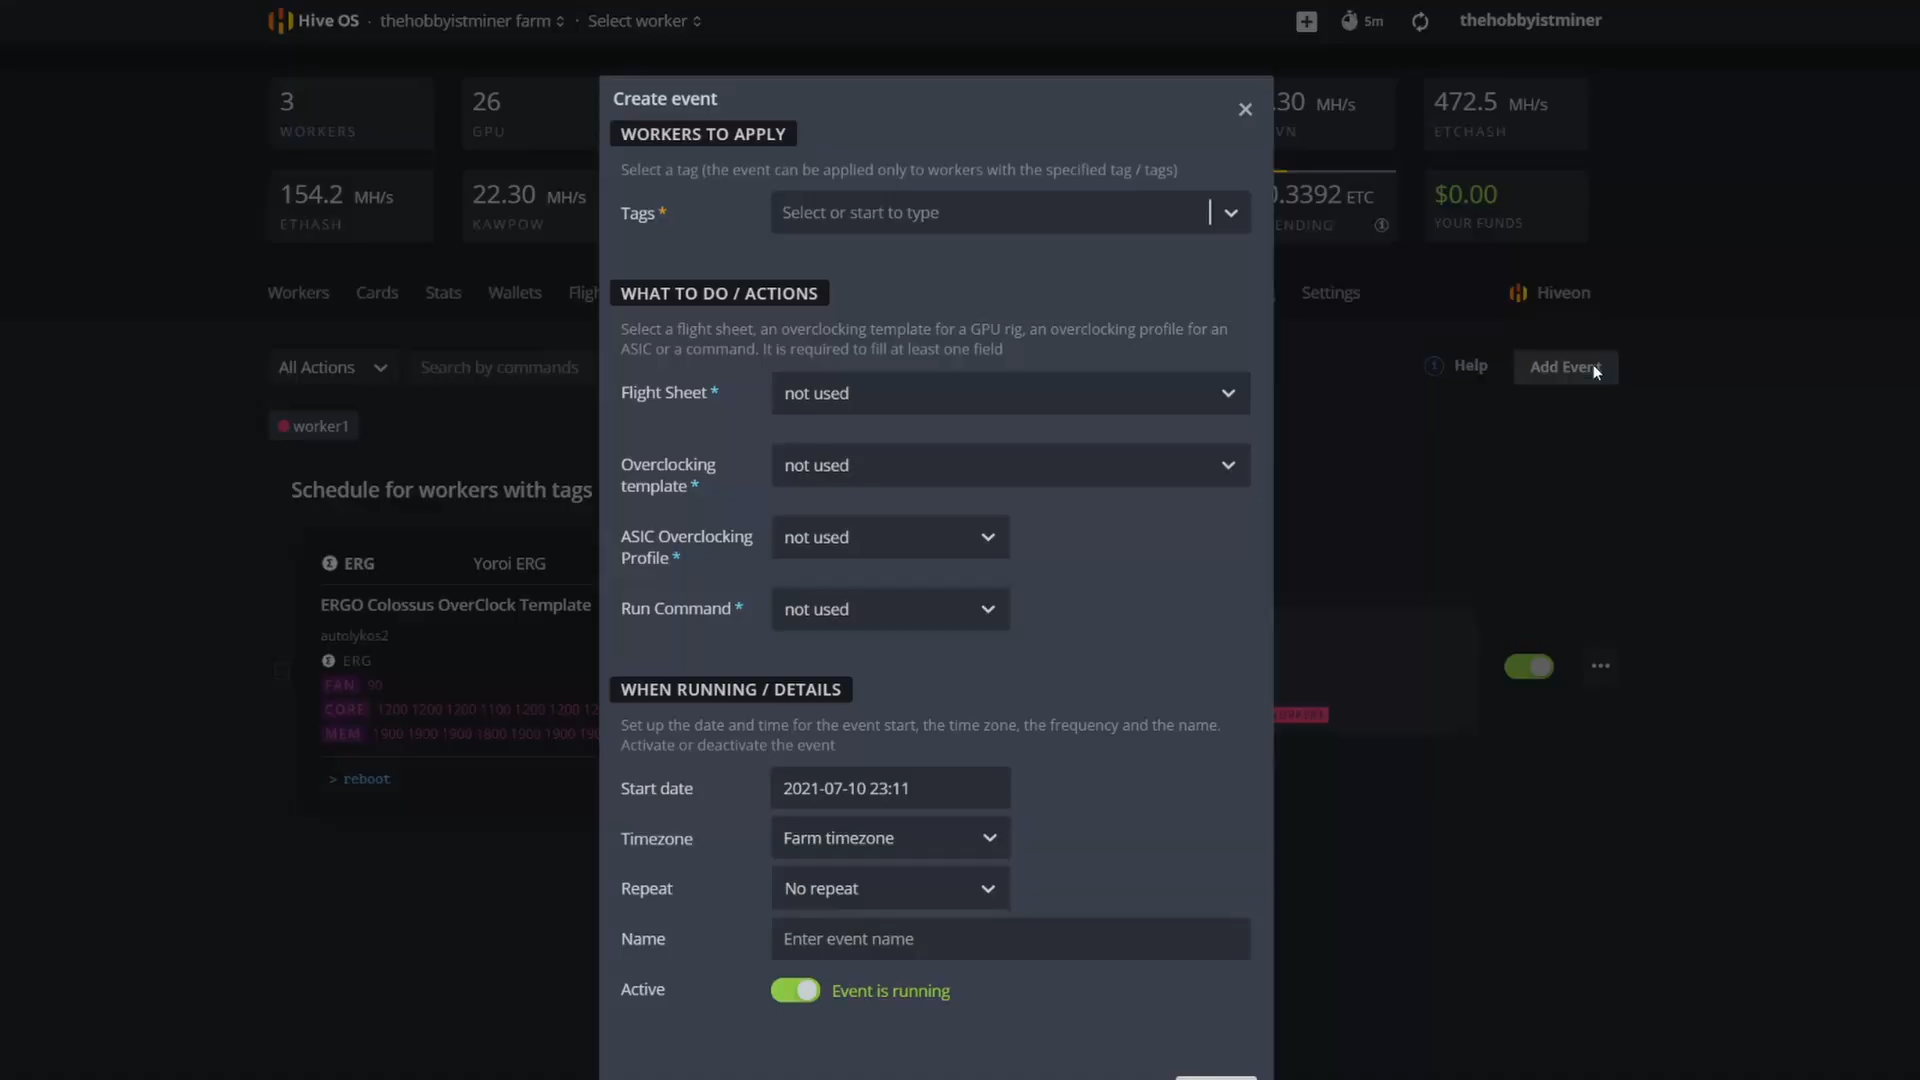 Hive OS · thehobbyistminer farm · Select worker
5m
thehobbyistminer
3
WORKERS
26
GPU
.30 MH/s
VN
472.5 MH/s
ETCHASH
154.2 MH/s
ETHASH
22.30 MH/s
KAWPOW
.3392 ETC
ENDING
$0.00
YOUR FUNDS
Workers
Cards
Stats
Wallets
Fligh
Settings
Hiveon
All Actions
Search by commands
Help
Add Event
worker1
Schedule for workers with tags
ERG
Yoroi ERG
ERGO Colossus OverClock Template
autolykos2
ERG
FAN 90
CORE 1200 1200 1200 1100 1200 1200 12
MEM 1900 1900 1900 1800 1900 1900 190
> reboot
Create event
WORKERS TO APPLY
Select a tag (the event can be applied only to workers with the specified tag / tags)
Tags *
Select or start to type
WHAT TO DO / ACTIONS
Select a flight sheet, an overclocking template for a GPU rig, an overclocking profile for an
ASIC or a command. It is required to fill at least one field
Flight Sheet *
not used
Overclocking
template *
not used
ASIC Overclocking
Profile *
not used
Run Command *
not used
WHEN RUNNING / DETAILS
Set up the date and time for the event start, the time zone, the frequency and the name.
Activate or deactivate the event
Start date
2021-07-10 23:11
Timezone
Farm timezone
Repeat
No repeat
Name
Enter event name
Active
Event is running